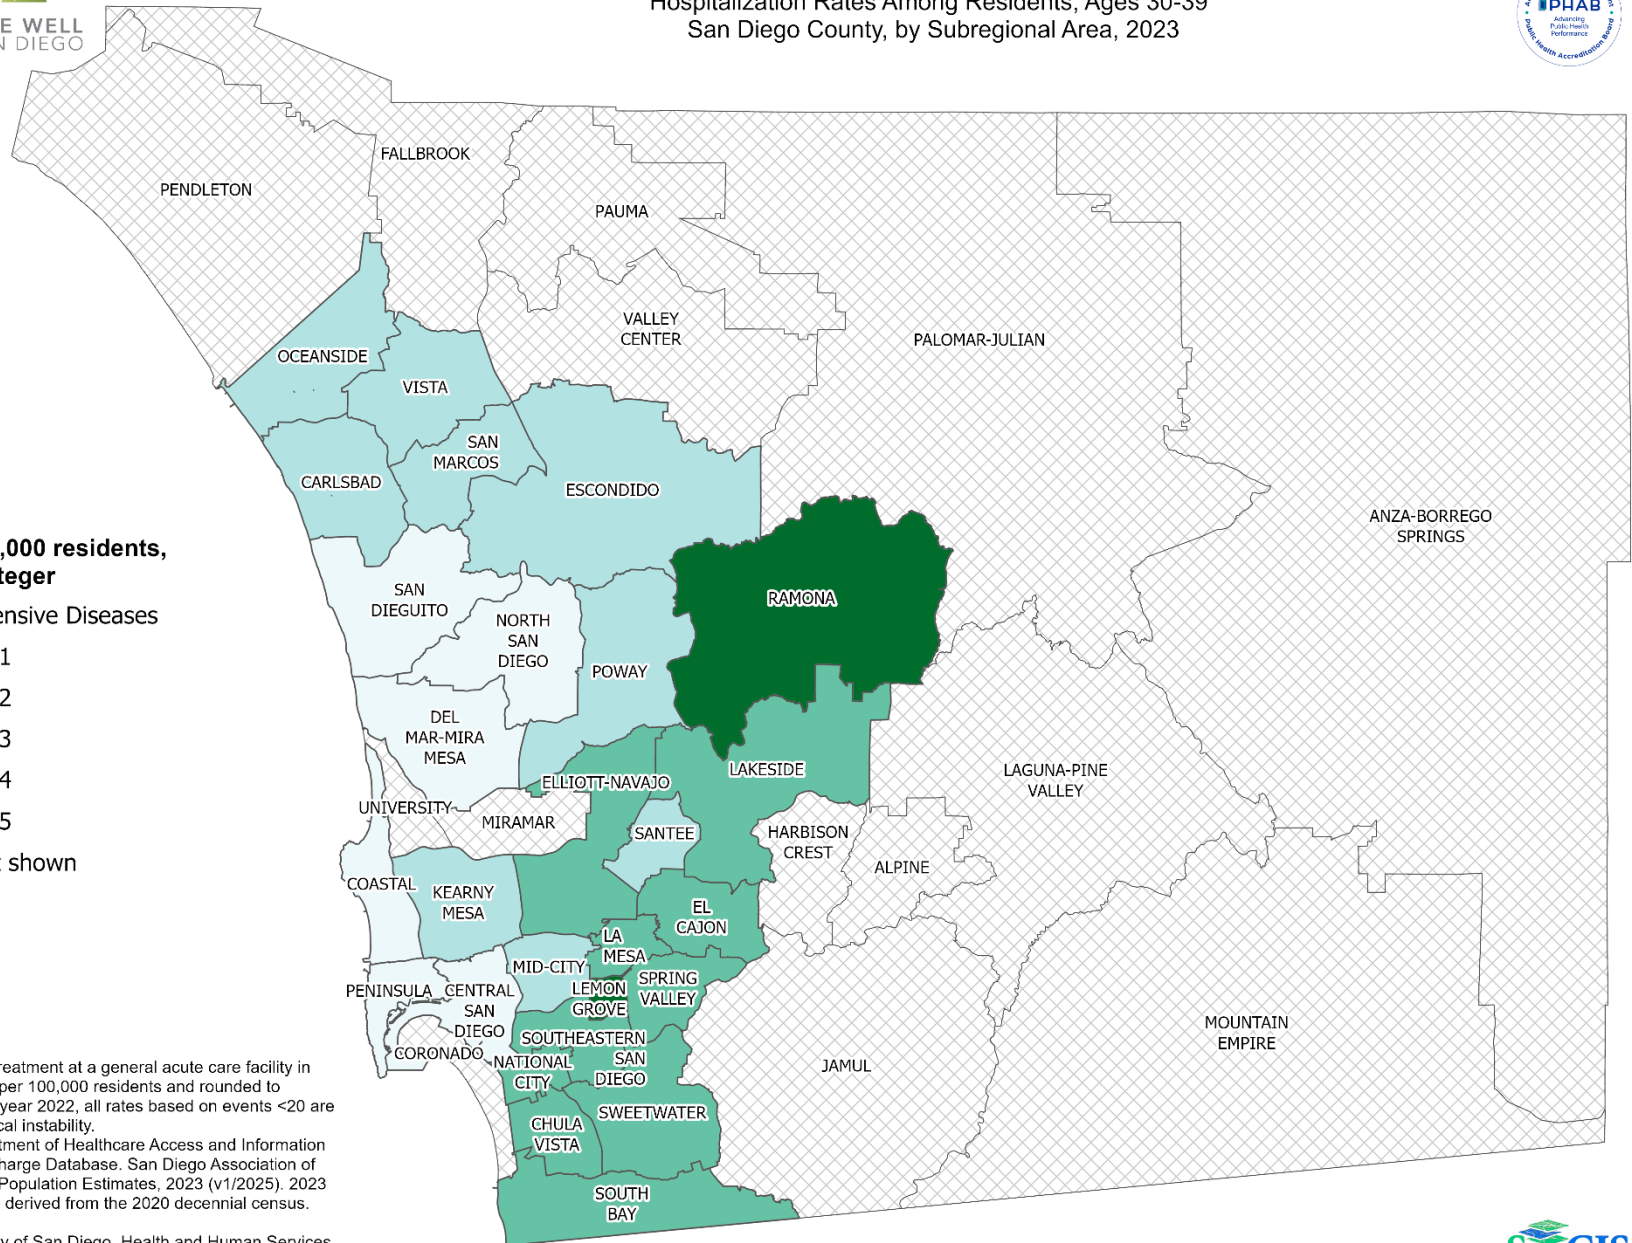 E WELL
N DIEGO
Hospitalization Rates Among Residents, Ages 30-39
San Diego County, by Subregional Area, 2023
PHAB
Advancing
Public Health
Performance
Public Health Accreditation Board
FALLBROOK
PENDLETON
PAUMA
VALLEY
CENTER
PALOMAR-JULIAN
OCEANSIDE
VISTA
SAN
MARCOS
CARLSBAD
ESCONDIDO
ANZA-BORREGO
SPRINGS
,000 residents,
teger
ensive Diseases
1
2
3
4
5
t shown
SAN
DIEGUITO
NORTH
SAN
DIEGO
RAMONA
POWAY
DEL
MAR-MIRA
MESA
ELLIOTT-NAVAJO
LAKESIDE
LAGUNA-PINE
VALLEY
UNIVERSITY
MIRAMAR
SANTEE
HARBISON
CREST
ALPINE
COASTAL
KEARNY
MESA
EL
CAJON
LA
MESA
MID-CITY
SPRING
VALLEY
LEMON
GROVE
PENINSULA
CENTRAL
SAN
DIEGO
CORONADO
SOUTHEASTERN
SAN
DIEGO
NATIONAL
CITY
MOUNTAIN
EMPIRE
JAMUL
SWEETWATER
CHULA
VISTA
SOUTH
BAY
reatment at a general acute care facility in
per 100,000 residents and rounded to
year 2022, all rates based on events <20 are
cal instability.
tment of Healthcare Access and Information
harge Database. San Diego Association of
Population Estimates, 2023 (v1/2025). 2023
derived from the 2020 decennial census.
y of San Diego, Health and Human Services